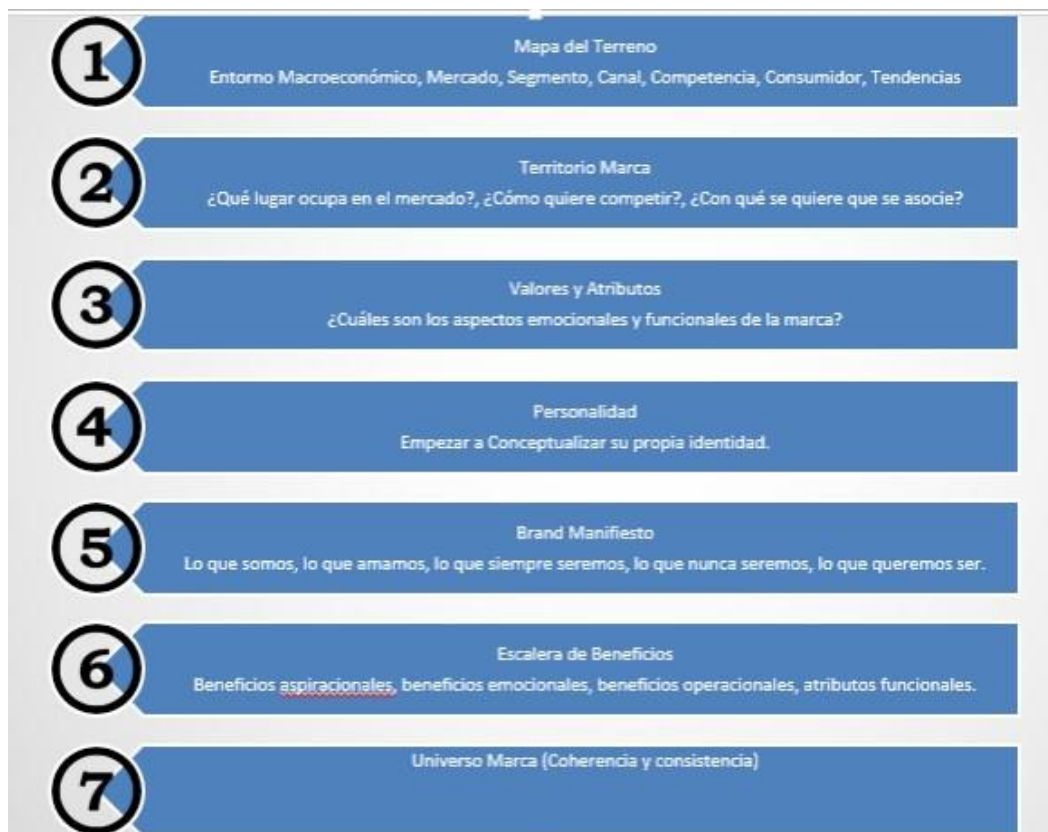 1
Mapa del Terreno
Entorno Macroeconómico, Mercado, Segmento, Canal, Competencia, Consumidor, Tendencias
2
Territorio Marca
¿Qué lugar ocupa en el mercado?, ¿Cómo quiere competir?, ¿Con qué se quiere que se asocie?
3
Valores y Atributos
¿Cuáles son los aspectos emocionales y funcionales de la marca?
4
Personalidad
Empezar a Conceptualizar su propia identidad.
5
Brand Manifiesto
Lo que somos, lo que amamos, lo que siempre seremos, lo que nunca seremos, lo que queremos ser.
6
Escalera de Beneficios
Beneficios aspiracionales, beneficios emocionales, beneficios operacionales, atributos funcionales.
7
Universo Marca (Coherencia y consistencia)